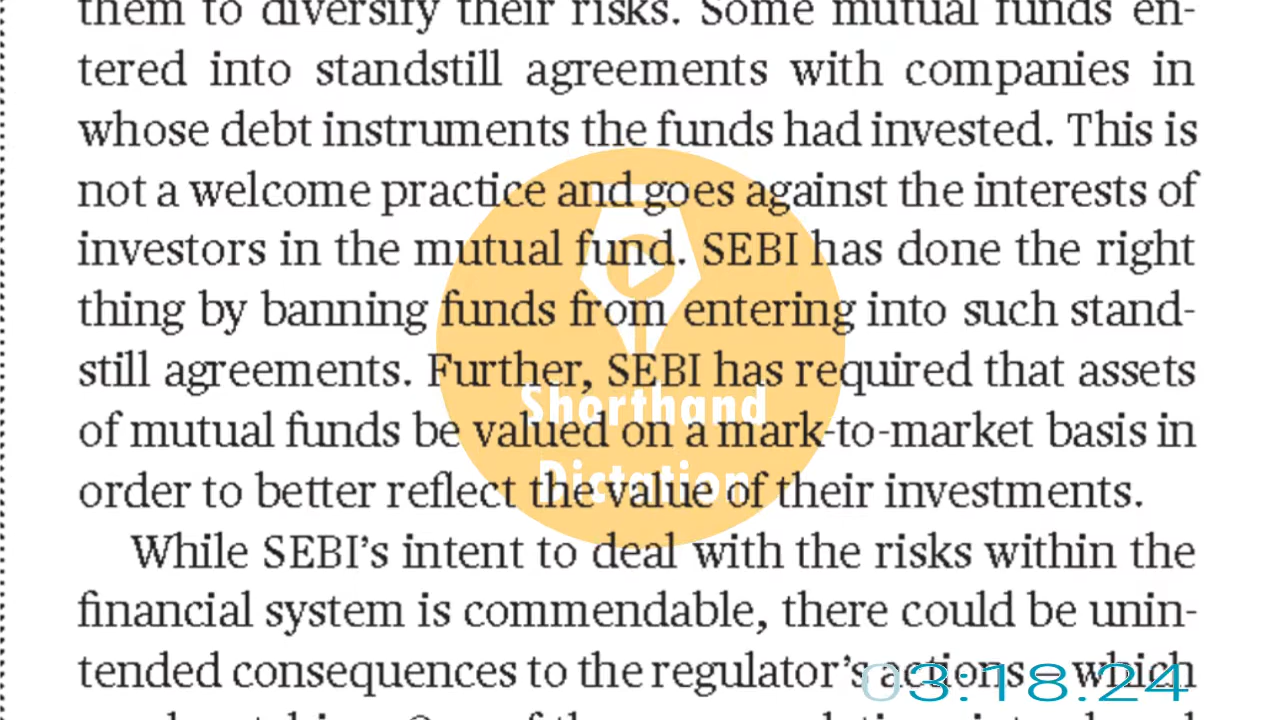 them to diversify their risks. Some mutual funds en-
tered into standstill agreements with companies in
whose debt instruments the funds had invested. This is
not a welcome practice and goes against the interests of
investors in the mutual fund. SEBI has done the right
thing by banning funds from entering into such stand-
still agreements. Further, SEBI has required that assets
of mutual funds be valued on a mark-to-market basis in
order to better reflect the value of their investments.
While SEBI's intent to deal with the risks within the
financial system is commendable, there could be unin-
tended consequences to the regulator's actions – which
Shorthand
Dictation
03:18.24